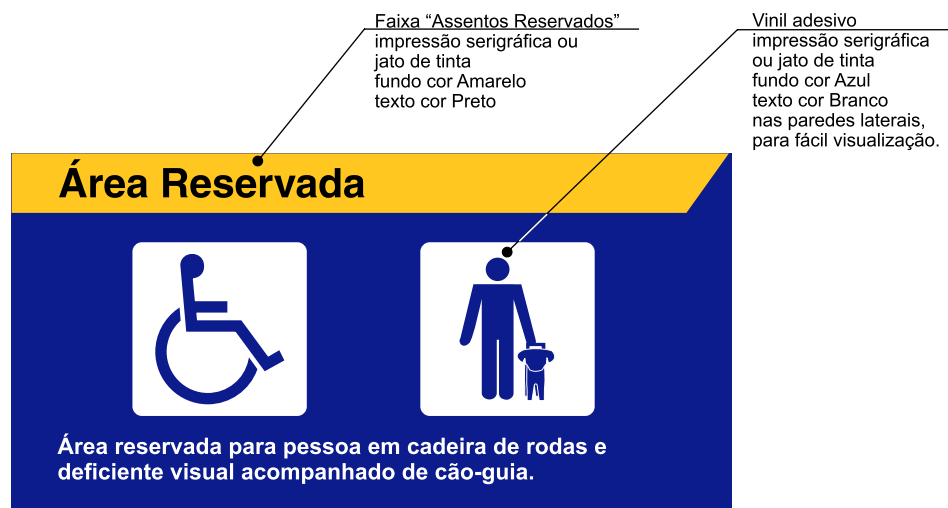 Faixa “Assentos Reservados”
impressão serigráfica ou
jato de tinta
fundo cor Amarelo
texto cor Preto
Vinil adesivo
impressão serigráfica
ou jato de tinta
fundo cor Azul
texto cor Branco
nas paredes laterais,
para fácil visualização.
Área Reservada
Área reservada para pessoa em cadeira de rodas e
deficiente visual acompanhado de cão-guia.